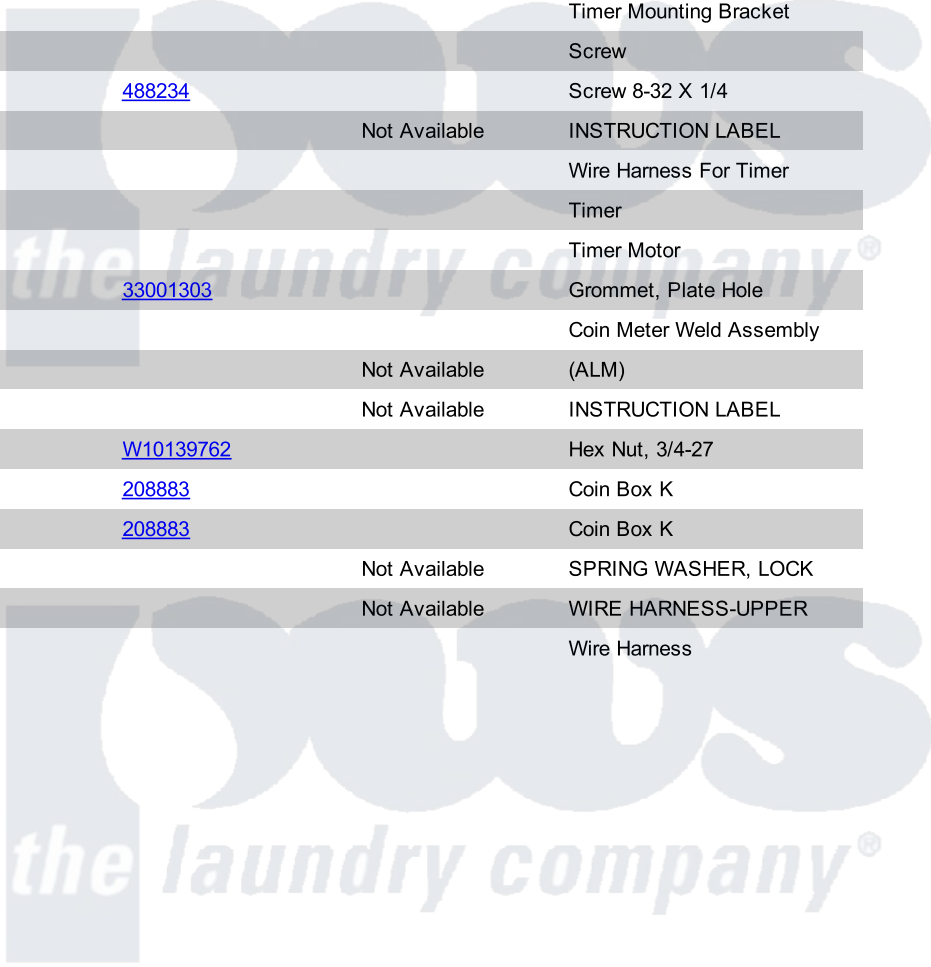 Timer Mounting Bracket
Screw
488234 Screw 8-32 X 1/4
Not Available INSTRUCTION LABEL
Wire Harness For Timer
Timer
the laundry company®
Timer Motor
33001303 Grommet, Plate Hole
Coin Meter Weld Assembly
Not Available (ALM)
Not Available INSTRUCTION LABEL
W10139762 Hex Nut, 3/4-27
208883 Coin Box K
208883 Coin Box K
Not Available SPRING WASHER, LOCK
Not Available WIRE HARNESS-UPPER
Wire Harness
pws
the laundry company®